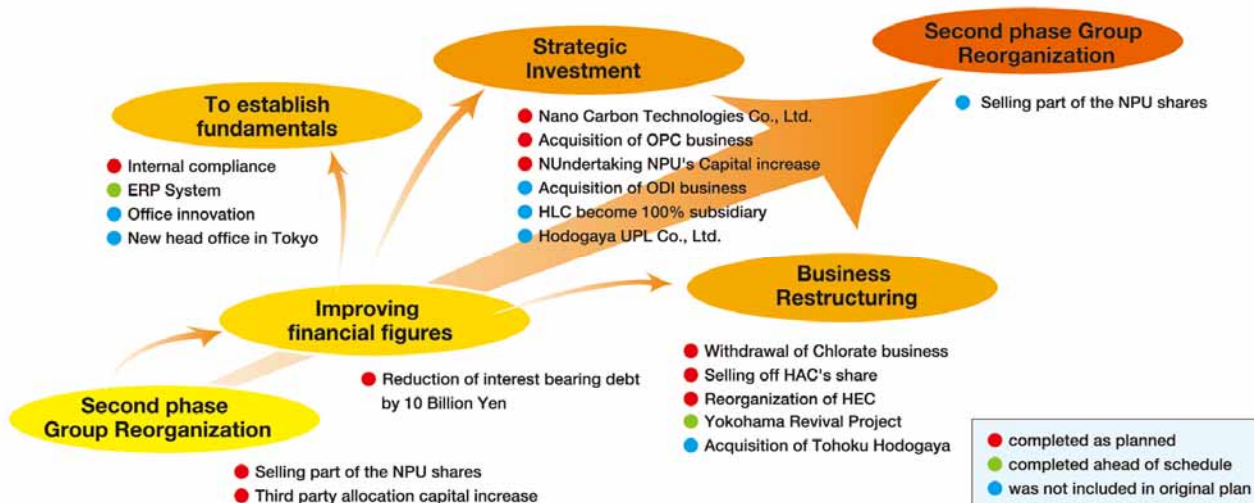 Second phase
Group Reorganization
Selling part of the NPU shares
Strategic
Investment
Nano Carbon Technologies Co., Ltd.
Acquisition of OPC business
NUndertaking NPU's Capital increase
Acquisition of ODI business
HLC become 100% subsidiary
Hodogaya UPL Co., Ltd.
To establish
fundamentals
Internal compliance
ERP System
Office innovation
New head office in Tokyo
Business
Restructuring
Withdrawal of Chlorate business
Selling off HAC's share
Reorganization of HEC
Yokohama Revival Project
Acquisition of Tohoku Hodogaya
Improving
financial figures
Reduction of interest bearing debt
by 10 Billion Yen
Second phase
Group Reorganization
Selling part of the NPU shares
Third party allocation capital increase
completed as planned
completed ahead of schedule
was not included in original plan